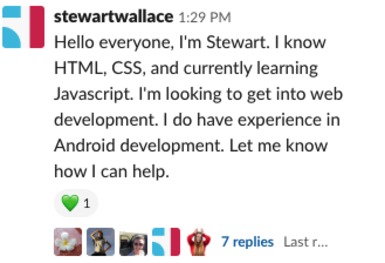 stewartwallace 1:29 PM
Hello everyone, I'm Stewart. I know
HTML, CSS, and currently learning
Javascript. I'm looking to get into web
development. I do have experience in
Android development. Let me know
how I can help.
1
7 replies Last r...